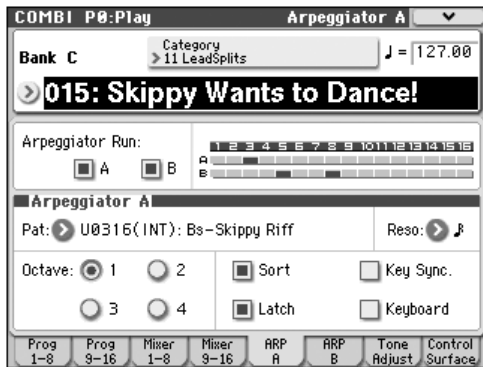 COMBI P0:Play Arpeggiator A
Bank C
Category
11 LeadSplits
♩ = 127.00
015: Skippy Wants to Dance!
Arpeggiator Run:
A B
1 2 3 4 5 6 7 8 9 10 11 12 13 14 15 16
A
B
Arpeggiator A
Pat: U0316(INT): Bs-Skippy Riff Reso: ♪
Octave: 1 2 Sort Key Sync.
3 4 Latch Keyboard
Prog 1-8 Prog 9-16 Mixer 1-8 Mixer 9-16 ARP A ARP B Tone Adjust Control Surface